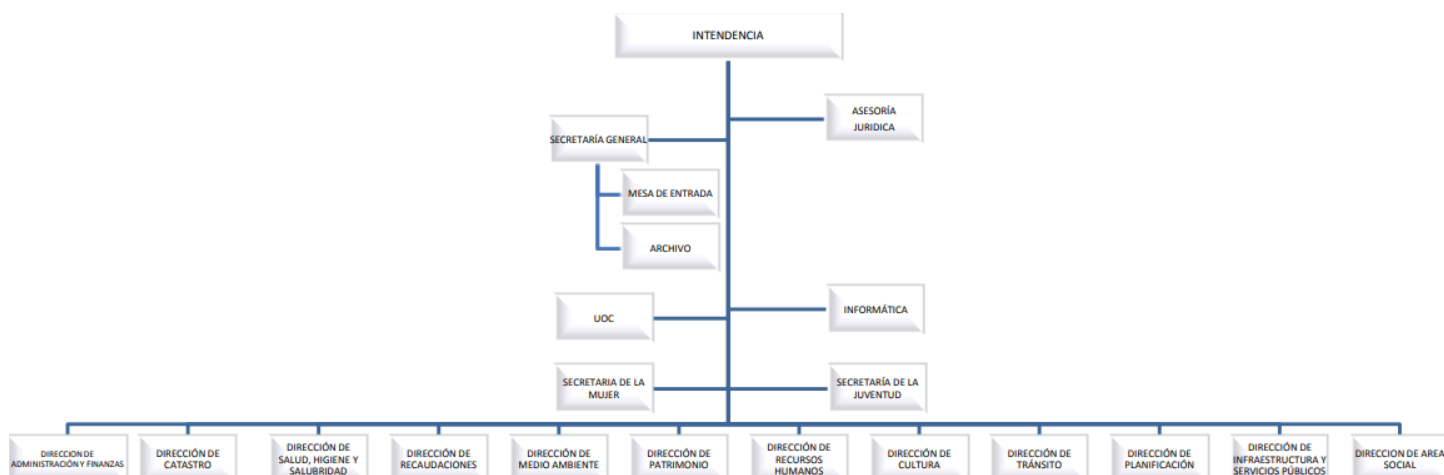 INTENDENCIA
ASESORÍA
JURIDICA
SECRETARÍA GENERAL
MESA DE ENTRADA
ARCHIVO
UOC
INFORMÁTICA
SECRETARIA DE LA
MUJER
SECRETARÍA DE LA
JUVENTUD
DIRECCION DE
ADMINISTRACIÓN Y FINANZAS
DIRECCIÓN DE
CATASTRO
DIRECCIÓN DE
SALUD, HIGIENE Y
SALUBRIDAD
DIRECCIÓN DE
RECAUDACIONES
DIRECCIÓN DE
MEDIO AMBIENTE
DIRECCIÓN DE
PATRIMONIO
DIRECCIÓN DE
RECURSOS
HUMANOS
DIRECCIÓN DE
CULTURA
DIRECCIÓN DE
TRÁNSITO
DIRECCIÓN DE
PLANIFICACIÓN
DIRECCIÓN DE
INFRAESTRUCTURA Y
SERVICIOS PÚBLICOS
DIRECCION DE AREA
SOCIAL